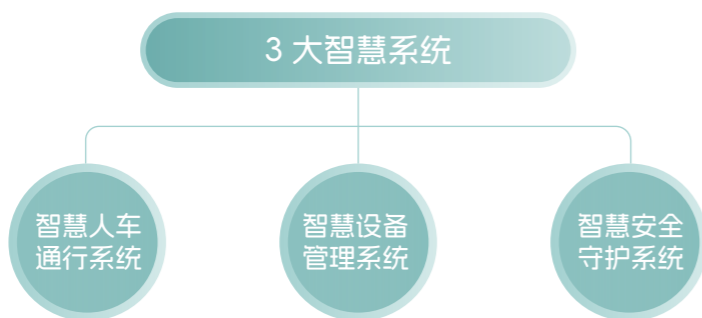 3 大智慧系统
智慧人车
通行系统
智慧设备
管理系统
智慧安全
守护系统